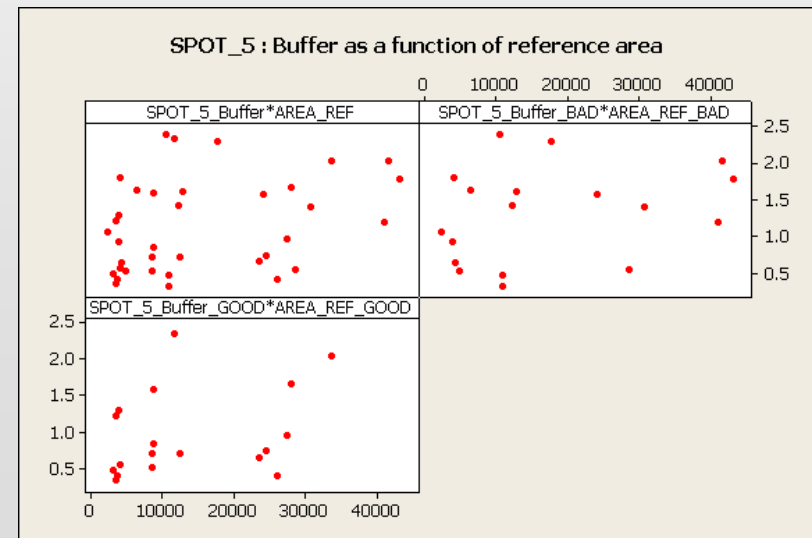 SPOT_5 : Buffer as a function of reference area
0 10000 20000 30000 40000
SPOT_5_Buffer*AREA_REF
SPOT_5_Buffer_BAD*AREA_REF_BAD
2.5
2.0
1.5
1.0
0.5
SPOT_5_Buffer_GOOD*AREA_REF_GOOD
2.5
2.0
1.5
1.0
0.5
0 10000 20000 30000 40000